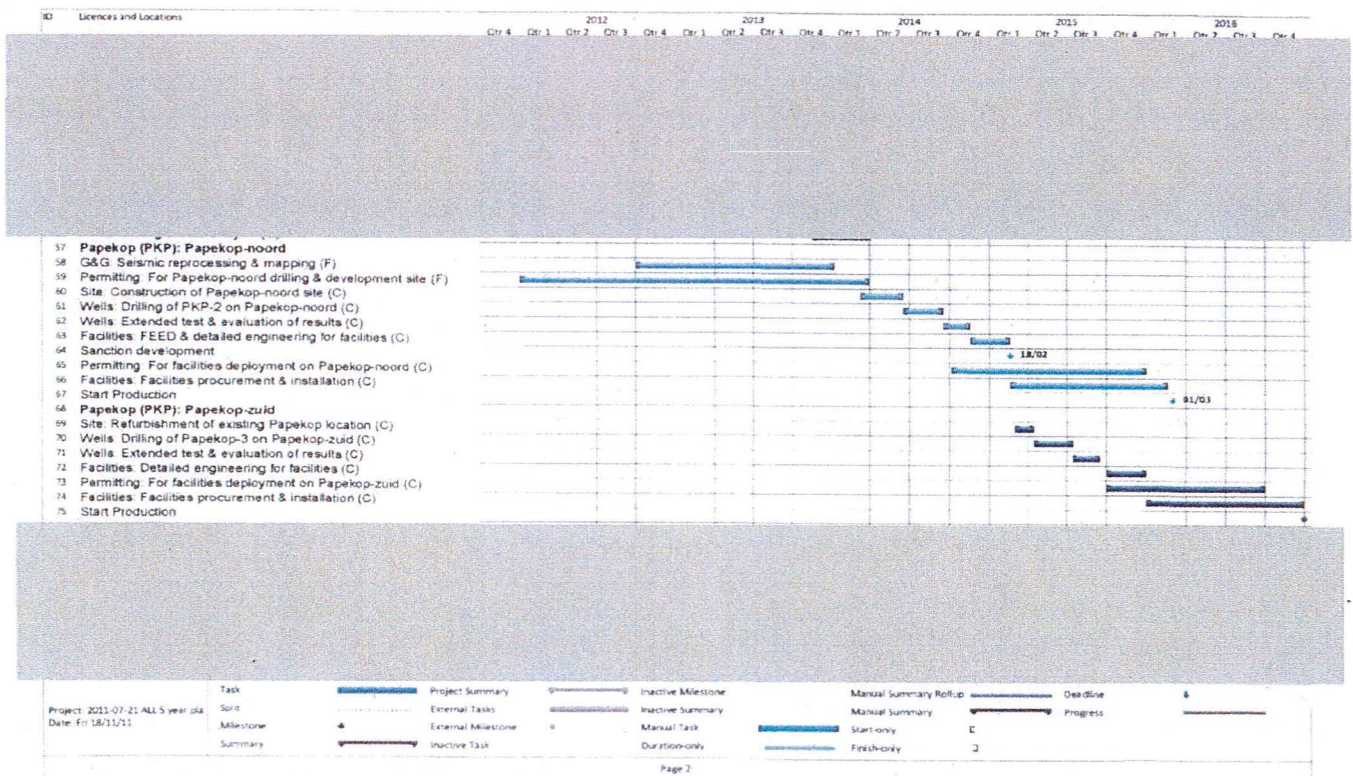 ID Licences and Locations 2012 2013 2014 2015 2016
Qtr 4 Qtr 1 Qtr 2 Qtr 3 Qtr 4 Qtr 1 Qtr 2 Qtr 3 Qtr 4 Qtr 1 Qtr 2 Qtr 3 Qtr 4 Qtr 1 Qtr 2 Qtr 3 Qtr 4 Qtr 1 Qtr 2 Qtr 3 Qtr 4
57 Papekop (PKP): Papekop-noord
58 G&G: Seismic reprocessing & mapping (F)
59 Permitting: For Papekop-noord drilling & development site (F)
60 Site: Construction of Papekop-noord site (C)
61 Wells: Drilling of PKP-2 on Papekop-noord (C)
62 Wells: Extended test & evaluation of results (C)
63 Facilities: FEED & detailed engineering for facilities (C)
64 Sanction development 18/02
65 Permitting: For facilities deployment on Papekop-noord (C)
66 Facilities: Facilities procurement & installation (C)
67 Start Production 01/03
68 Papekop (PKP): Papekop-zuid
69 Site: Refurbishment of existing Papekop location (C)
70 Wells: Drilling of Papekop-3 on Papekop-zuid (C)
71 Wells: Extended test & evaluation of results (C)
72 Facilities: Detailed engineering for facilities (C)
73 Permitting: For facilities deployment on Papekop-zuid (C)
74 Facilities: Facilities procurement & installation (C)
75 Start Production
Project: 2011-07-21 ALL 5 year pla
Date: Fri 18/11/11
Task Project Summary Inactive Milestone Manual Summary Rollup Deadline
Split External Tasks Inactive Summary Manual Summary Progress
Milestone External Milestone Manual Task Start-only
Summary Inactive Task Duration-only Finish-only
Page 2